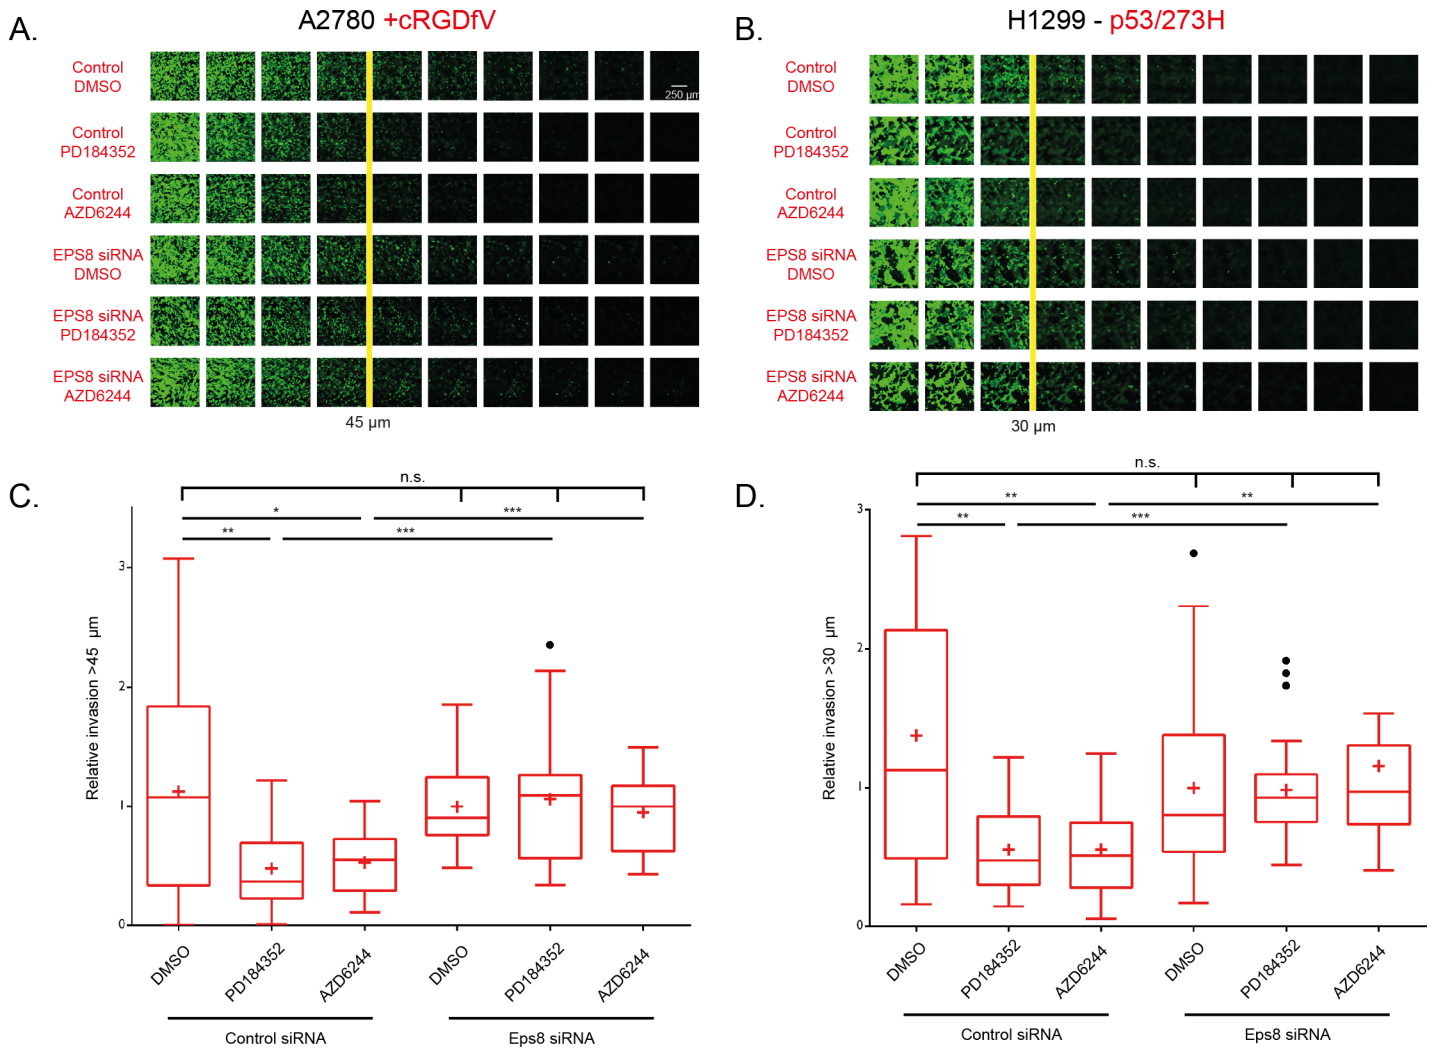 A.
A2780 +cRGDfV
Control
DMSO
Control
PD184352
Control
AZD6244
EPS8 siRNA
DMSO
EPS8 siRNA
PD184352
EPS8 siRNA
AZD6244
250 µm
45 µm
B.
H1299 - p53/273H
Control
DMSO
Control
PD184352
Control
AZD6244
EPS8 siRNA
DMSO
EPS8 siRNA
PD184352
EPS8 siRNA
AZD6244
30 µm
C.
n.s.
*
***
**
***
Relative invasion >45 µm
3
2
1
0
DMSO
PD184352
AZD6244
DMSO
PD184352
AZD6244
Control siRNA
Eps8 siRNA
D.
n.s.
**
**
**
***
Relative invasion >30 µm
3
2
1
0
DMSO
PD184352
AZD6244
DMSO
PD184352
AZD6244
Control siRNA
Eps8 siRNA